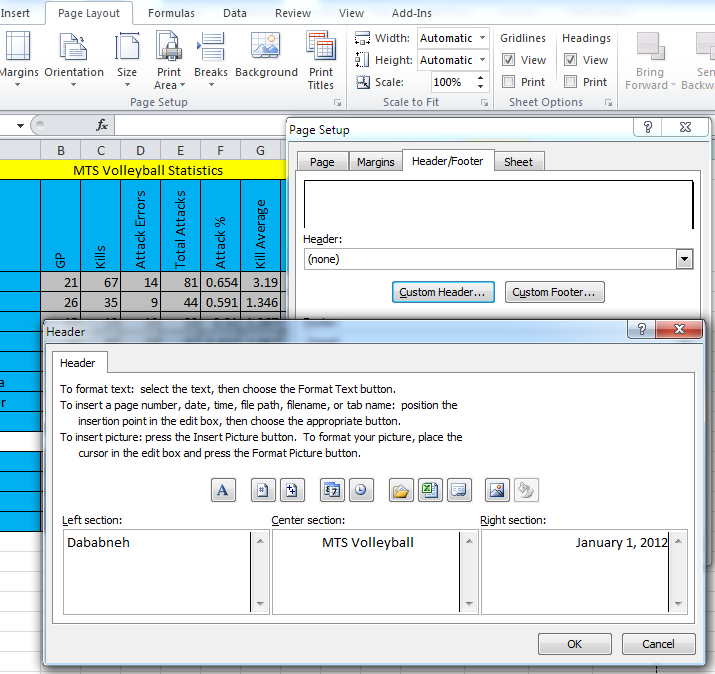 Insert Page Layout Formulas Data Review View Add-Ins
Margins Orientation Size Print Area Breaks Background Print Titles
Width: Automatic
Height: Automatic
Scale: 100%
Gridlines Headings
View View
Print Print
Bring Forward
Page Setup Scale to Fit Sheet Options
fx
B C D E F G
MTS Volleyball Statistics
GP Kills Attack Errors Total Attacks Attack % Kill Average
21 67 14 81 0.654 3.19
26 35 9 44 0.591 1.346
Page Setup
Page Margins Header/Footer Sheet
Header:
(none)
Custom Header... Custom Footer...
Header
Header
To format text: select the text, then choose the Format Text button.
To insert a page number, date, time, file path, filename, or tab name: position the
insertion point in the edit box, then choose the appropriate button.
To insert picture: press the Insert Picture button. To format your picture, place the
cursor in the edit box and press the Format Picture button.
A
Left section: Center section: Right section:
Dababneh MTS Volleyball January 1, 2012
OK Cancel